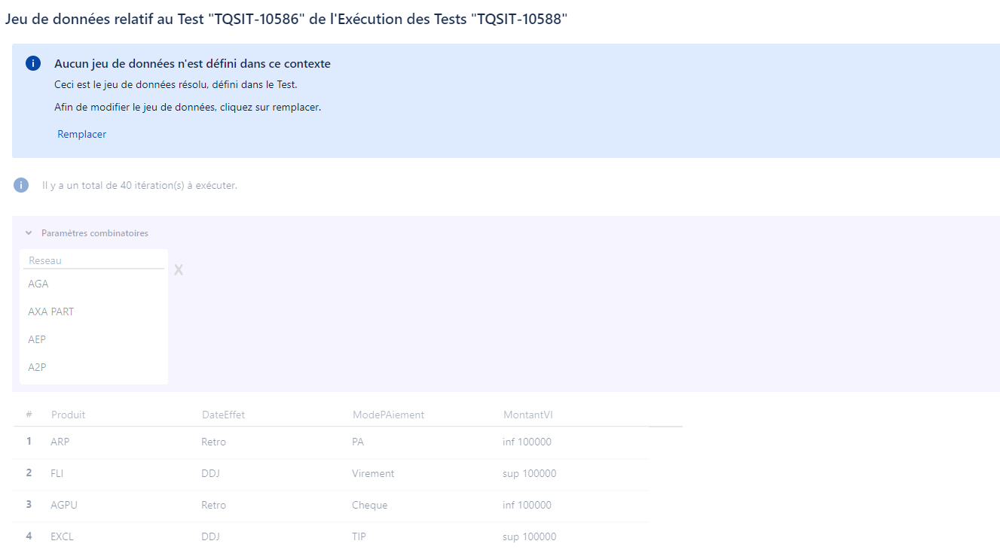 Jeu de données relatif au Test "TQSIT-10586" de l'Exécution des Tests "TQSIT-10588"
Aucun jeu de données n'est défini dans ce contexte
Ceci est le jeu de données résolu, défini dans le Test.
Afin de modifier le jeu de données, cliquez sur remplacer.
Remplacer
Il y a un total de 40 itération(s) à exécuter.
Paramètres combinatoires
Reseau
X
AGA
AXA PART
AEP
A2P
# Produit DateEffet ModePAiement MontantVI
1 ARP Retro PA inf 100000
2 FLI DDJ Virement sup 100000
3 AGPU Retro Cheque inf 100000
4 EXCL DDJ TIP sup 100000